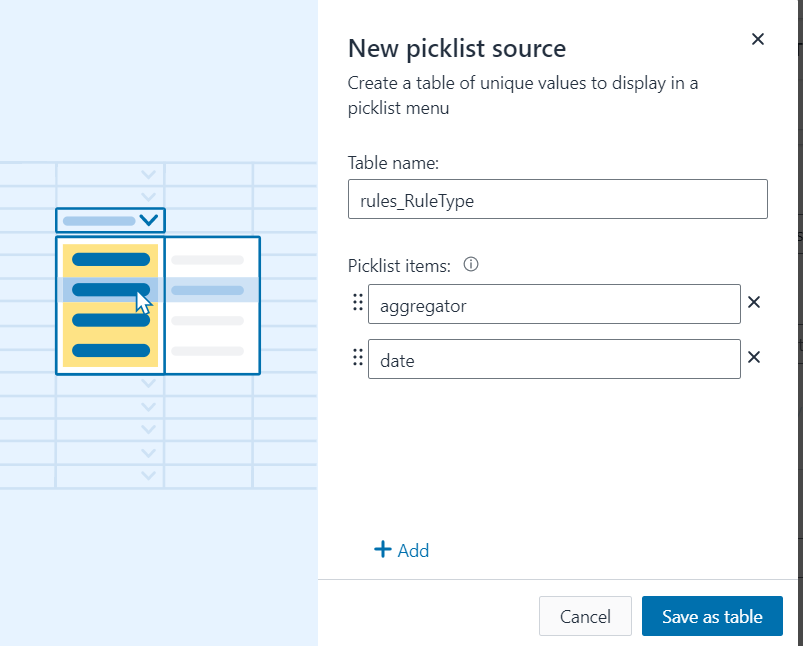 New picklist source
Create a table of unique values to display in a
picklist menu
Table name:
rules_RuleType
Picklist items:
aggregator
date
Add
Cancel
Save as table